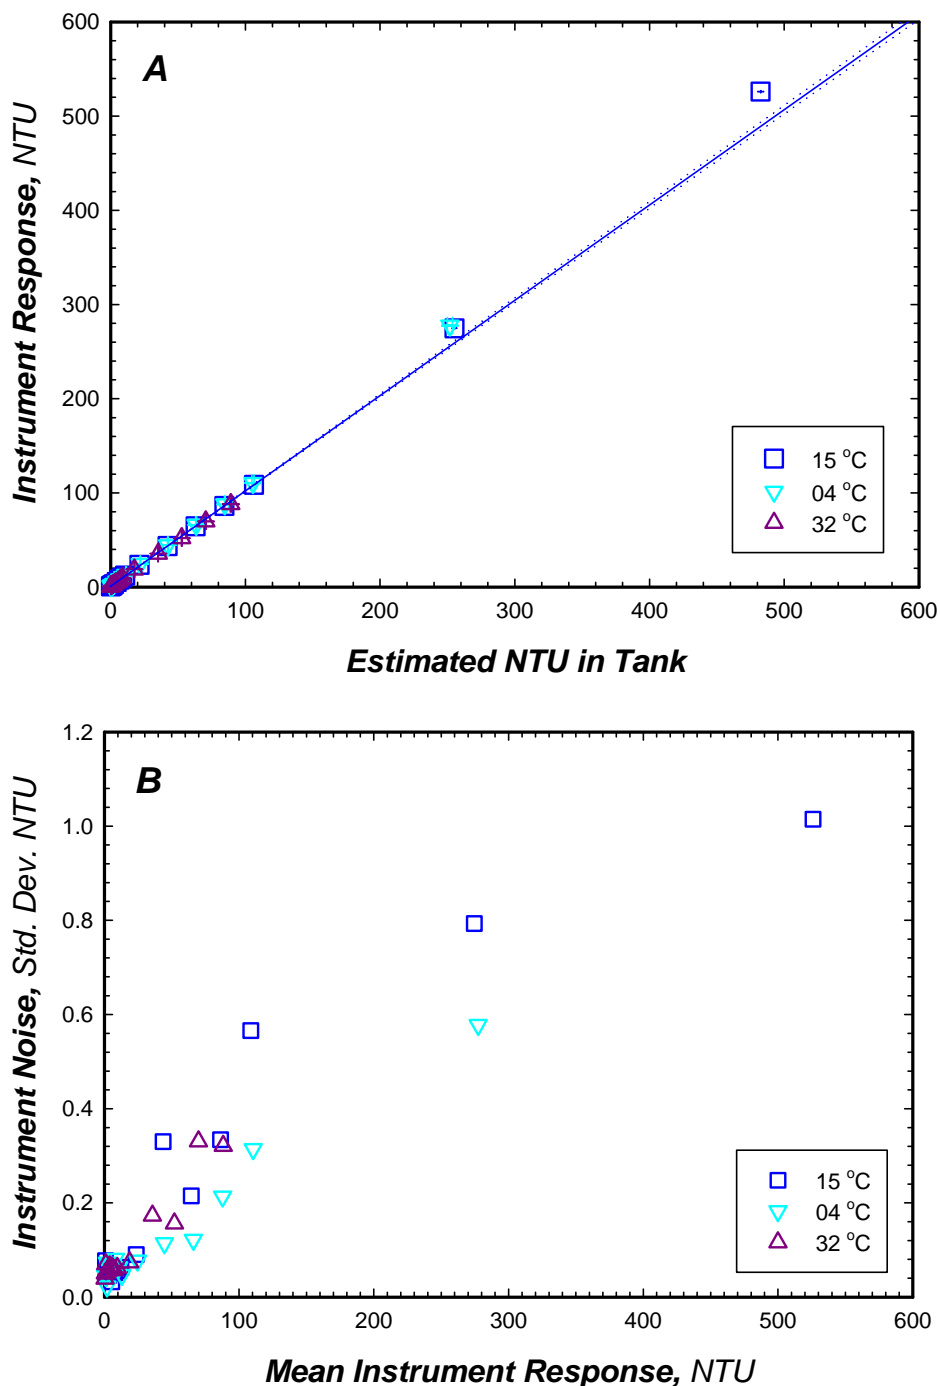 A
600
500
400
300
200
100
0
Instrument Response, NTU
15 °C
04 °C
32 °C
0 100 200 300 400 500 600
Estimated NTU in Tank
B
1.2
1.0
0.8
0.6
0.4
0.2
0.0
Instrument Noise, Std. Dev. NTU
15 °C
04 °C
32 °C
0 100 200 300 400 500 600
Mean Instrument Response, NTU